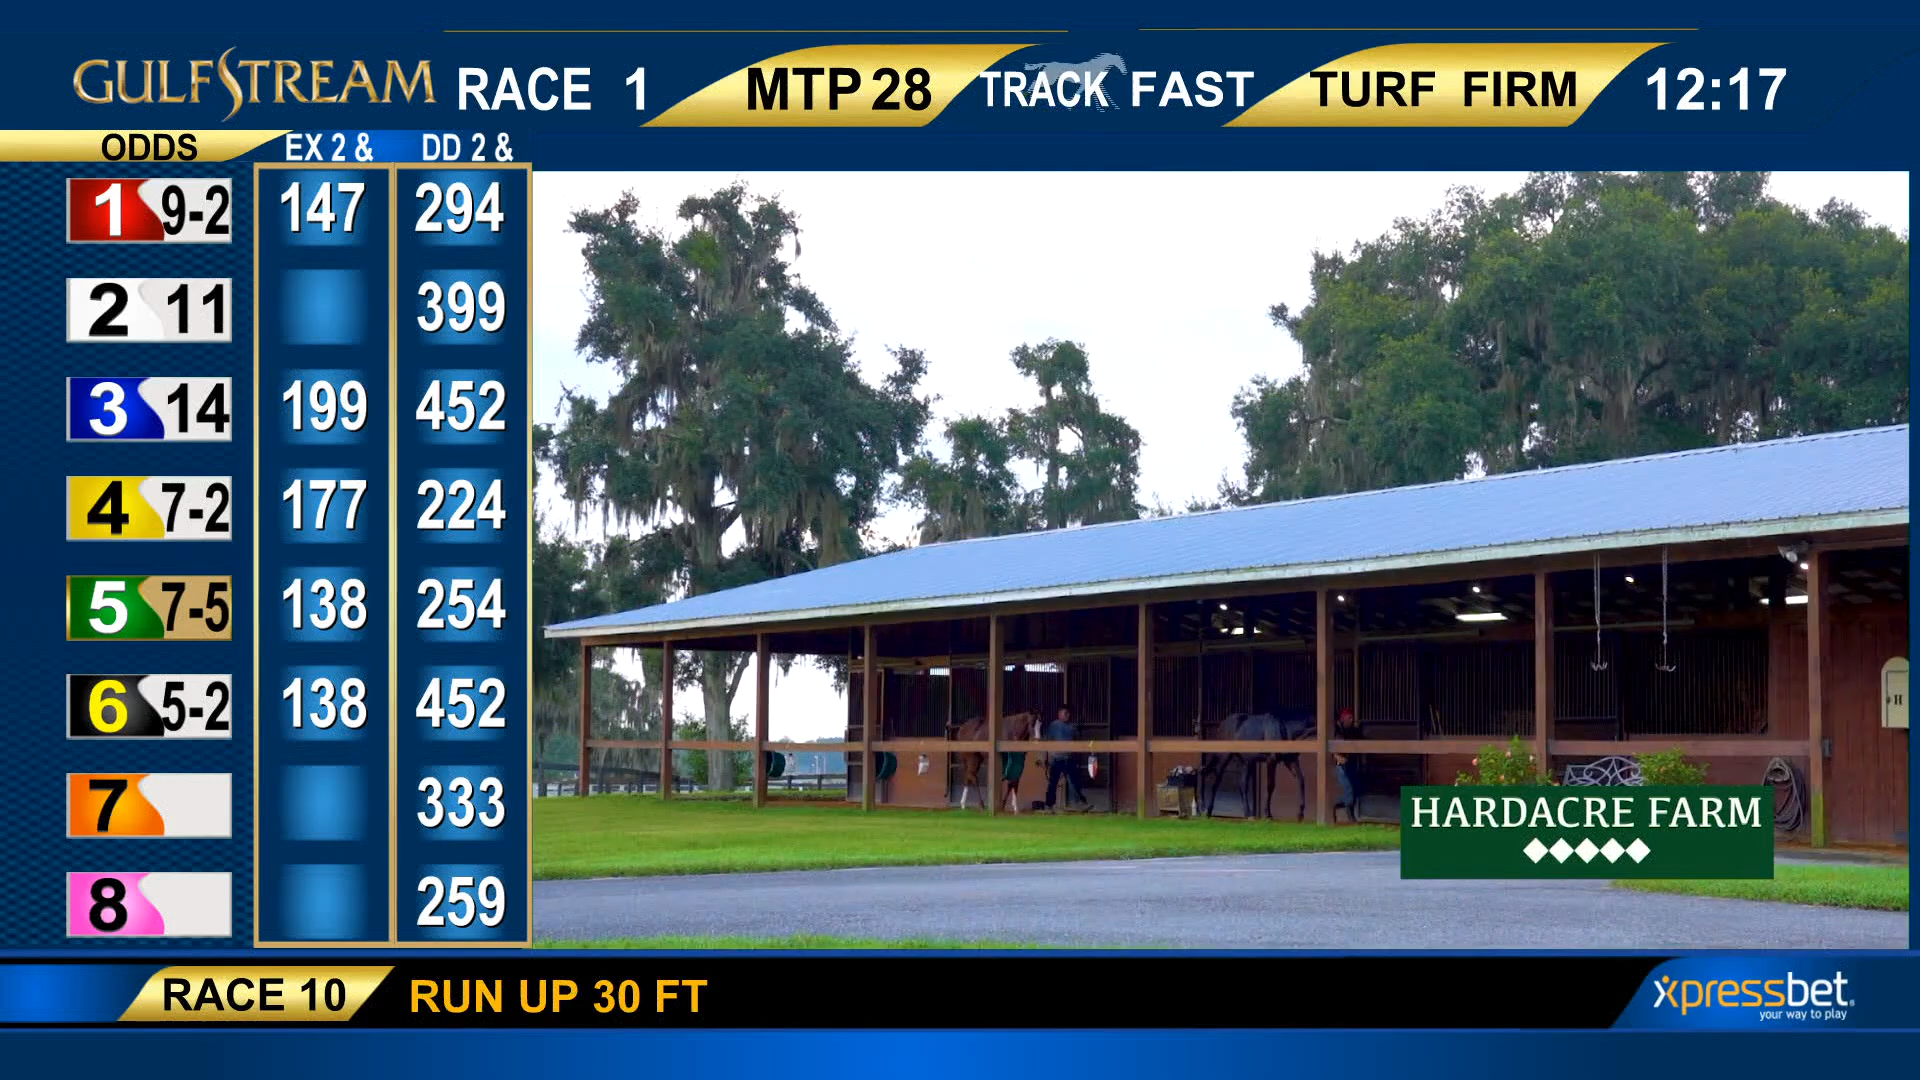 GULFSTREAM RACE 1 MTP 28 TRACK FAST TURF FIRM 12:17
ODDS EX 2 & DD 2 &
1 9-2 147 294
2 11 399
3 14 199 452
4 7-2 177 224
5 7-5 138 254
6 5-2 138 452
7 333
8 259
H
HARDACRE FARM
RACE 10 RUN UP 30 FT
xpressbet
your way to play